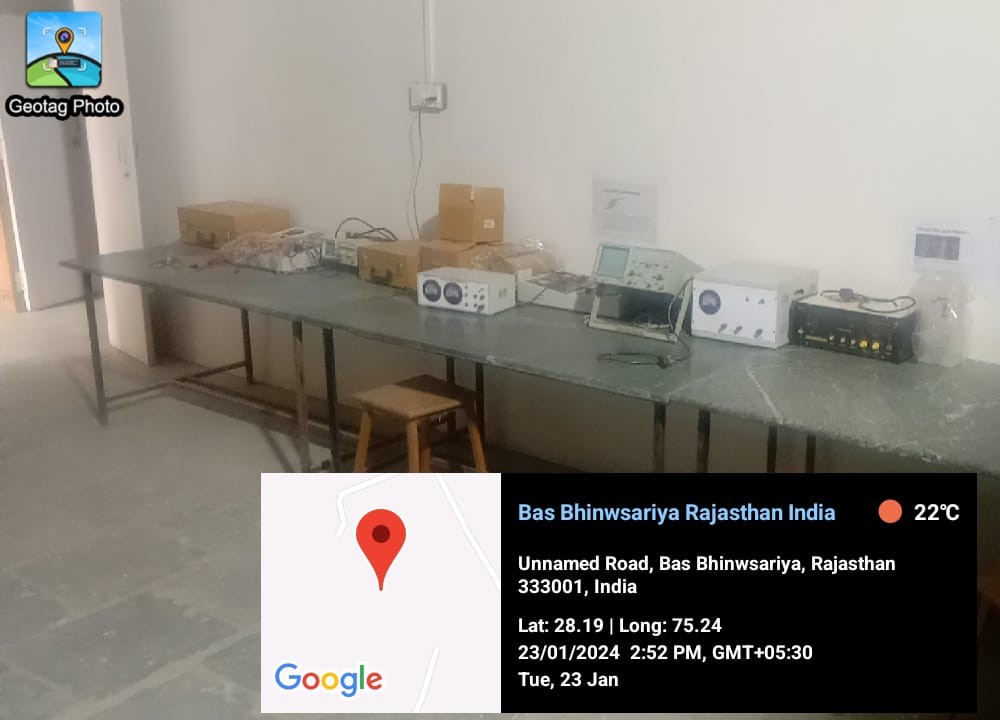 Geotag Photo
Bas Bhinwsariya Rajasthan India
22°C
Unnamed Road, Bas Bhinwsariya, Rajasthan
333001, India
Lat: 28.19 | Long: 75.24
23/01/2024 2:52 PM, GMT+05:30
Tue, 23 Jan
Google